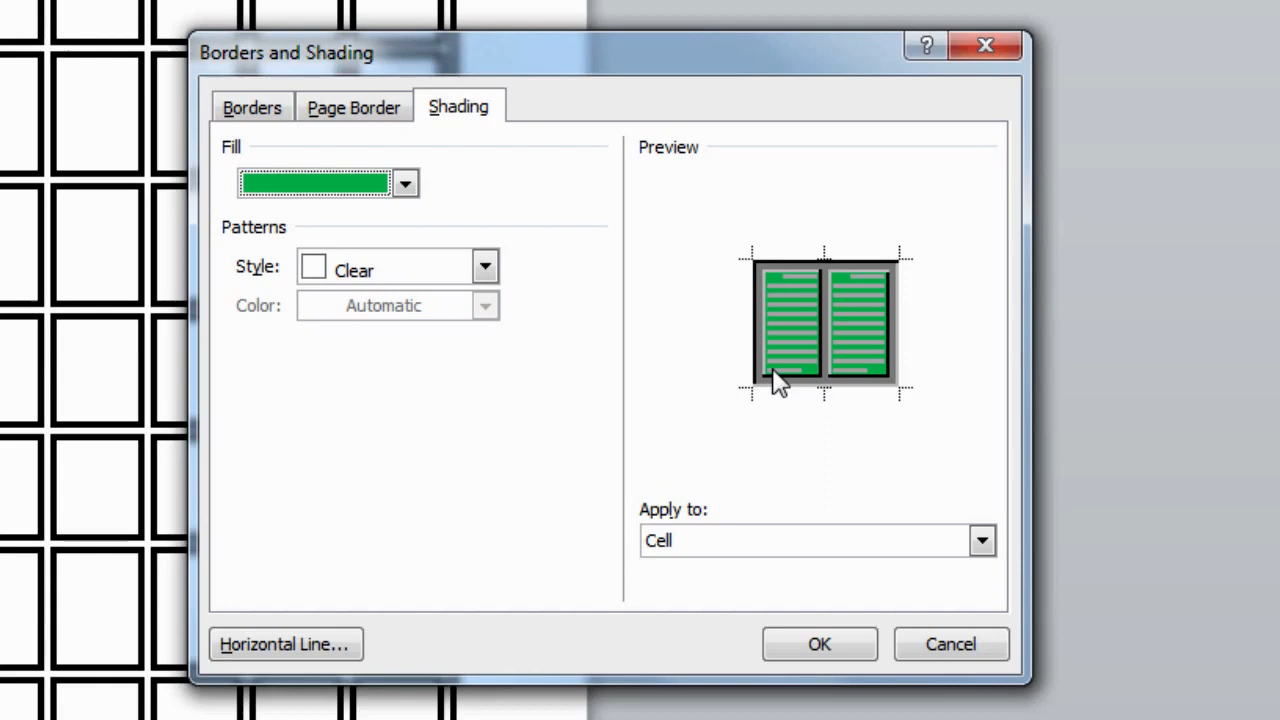 Borders and Shading
Borders
Page Border
Shading
Fill
Preview
Patterns
Style:
Clear
Color:
Automatic
Apply to:
Cell
Horizontal Line...
OK
Cancel